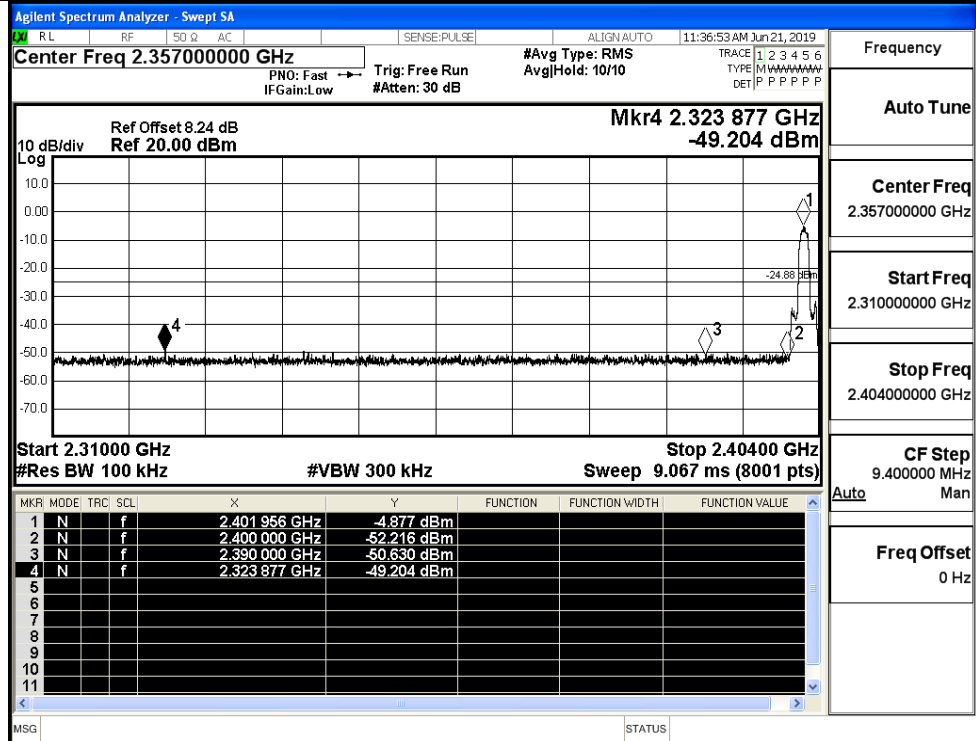 Agilent Spectrum Analyzer - Swept SA
LXI RL RF 50 Ω AC SENSE:PULSE ALIGN AUTO 11:36:53 AM Jun 21, 2019
Center Freq 2.357000000 GHz
PNO: Fast
IFGain:Low
Trig: Free Run
#Atten: 30 dB
#Avg Type: RMS
Avg|Hold: 10/10
TRACE 1 2 3 4 5 6
TYPE M WWWWW
DET P P P P P P
Ref Offset 8.24 dB
10 dB/div Ref 20.00 dBm
Log
Mkr4 2.323 877 GHz
-49.204 dBm
10.0
0.00
-10.0
-20.0
-30.0
-40.0
-50.0
-60.0
-70.0
1
-24.88 dBm
4
3
2
Start 2.31000 GHz Stop 2.40400 GHz
#Res BW 100 kHz #VBW 300 kHz Sweep 9.067 ms (8001 pts)
MKR MODE TRC SCL X Y FUNCTION FUNCTION WIDTH FUNCTION VALUE
1 N f 2.401 956 GHz -4.877 dBm
2 N f 2.400 000 GHz -52.216 dBm
3 N f 2.390 000 GHz -50.630 dBm
4 N f 2.323 877 GHz -49.204 dBm
5
6
7
8
9
10
11
MSG STATUS
Frequency
Auto Tune
Center Freq
2.357000000 GHz
Start Freq
2.310000000 GHz
Stop Freq
2.404000000 GHz
CF Step
9.400000 MHz
Auto Man
Freq Offset
0 Hz